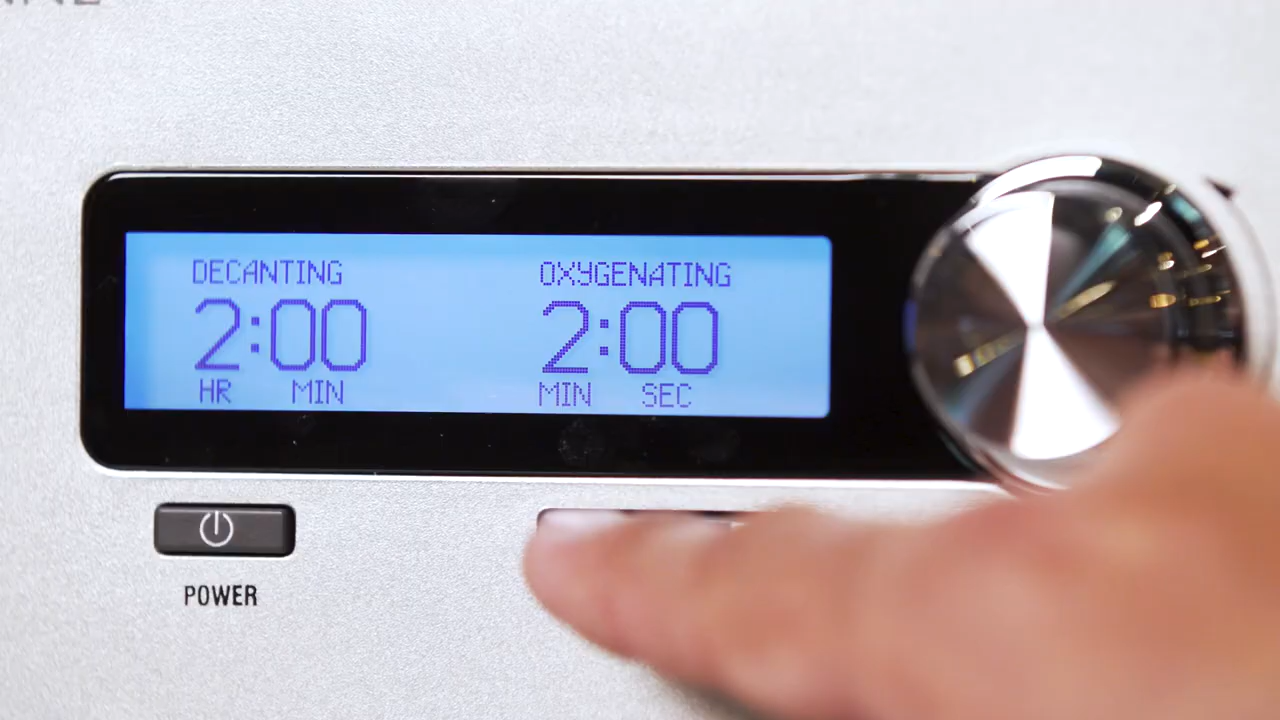 DECANTING
2:00
HR MIN
OXYGENATING
2:00
MIN SEC
POWER